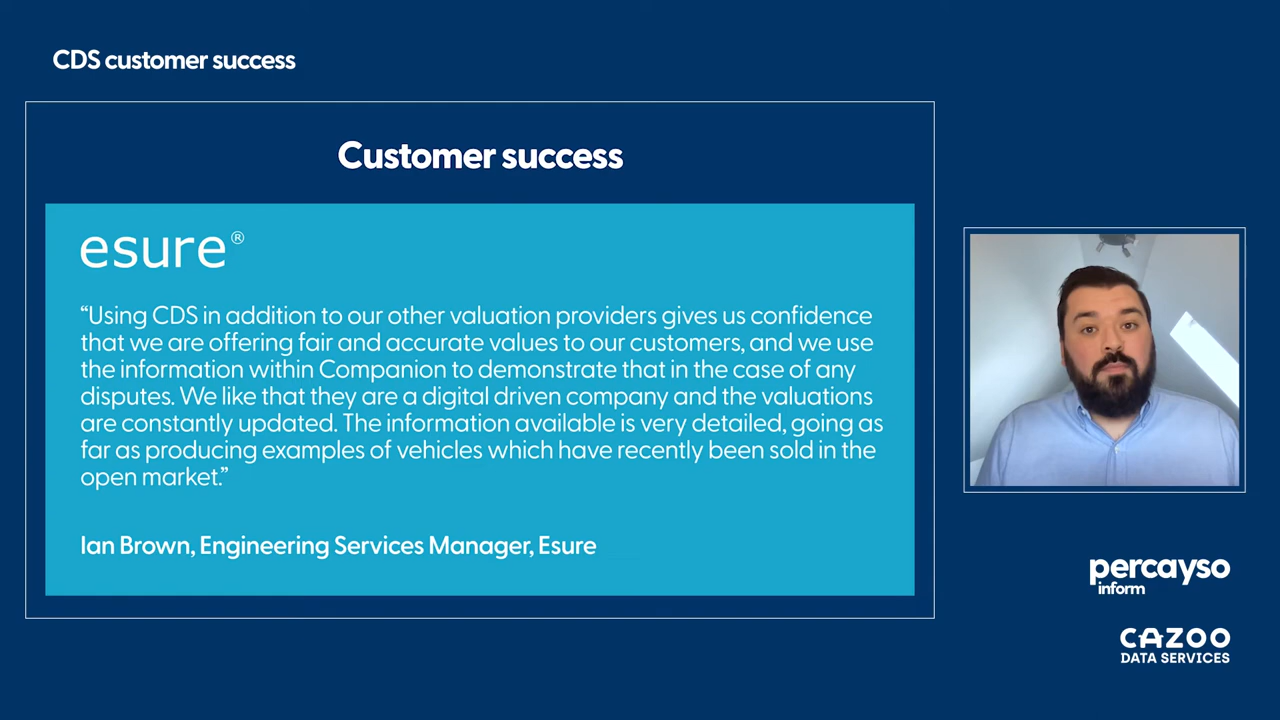 CDS customer success
Customer success
esure®
“Using CDS in addition to our other valuation providers gives us confidence
that we are offering fair and accurate values to our customers, and we use
the information within Companion to demonstrate that in the case of any
disputes. We like that they are a digital driven company and the valuations
are constantly updated. The information available is very detailed, going as
far as producing examples of vehicles which have recently been sold in the
open market.”
Ian Brown, Engineering Services Manager, Esure
percayso
inform
CAZOO
DATA SERVICES